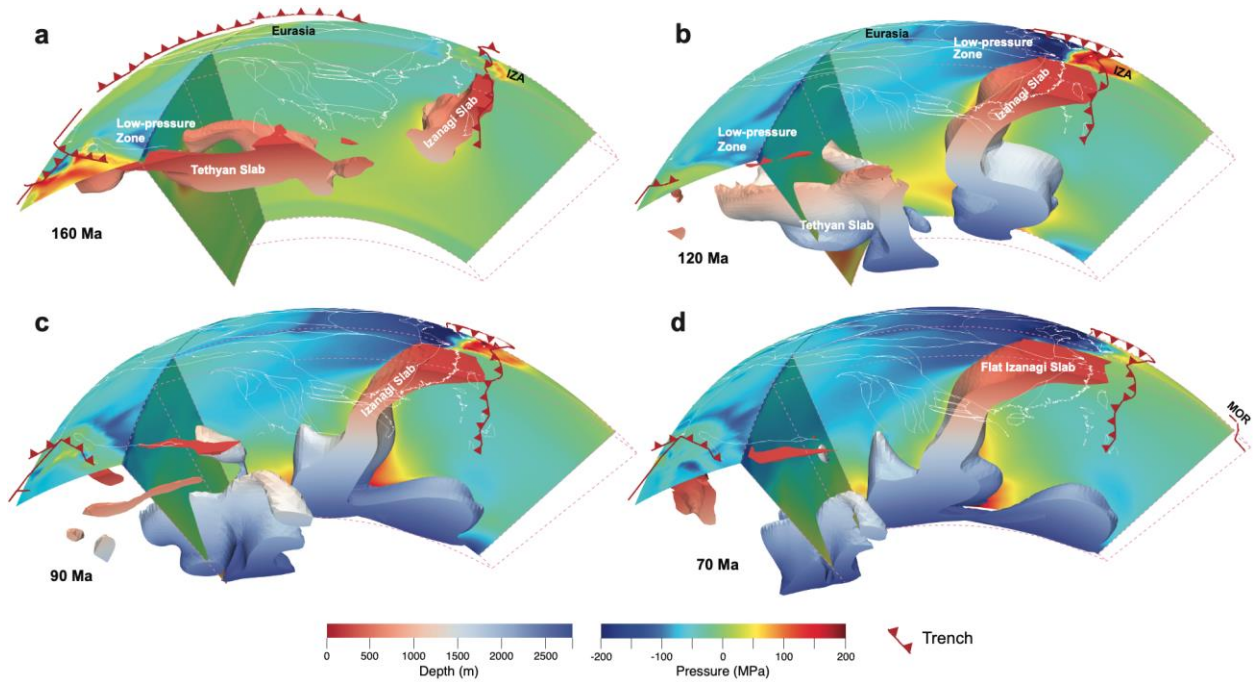 a
Eurasia
IZA
Low-pressure
Zone
Izanagi Slab
Tethyan Slab
160 Ma
b
Eurasia
Low-pressure
Zone
IZA
Izanagi Slab
Low-pressure
Zone
Tethyan Slab
120 Ma
c
Izanagi Slab
90 Ma
d
Flat Izanagi Slab
MOR
70 Ma
0 500 1000 1500 2000 2500
Depth (m)
-200 -100 0 100 200
Pressure (MPa)
Trench